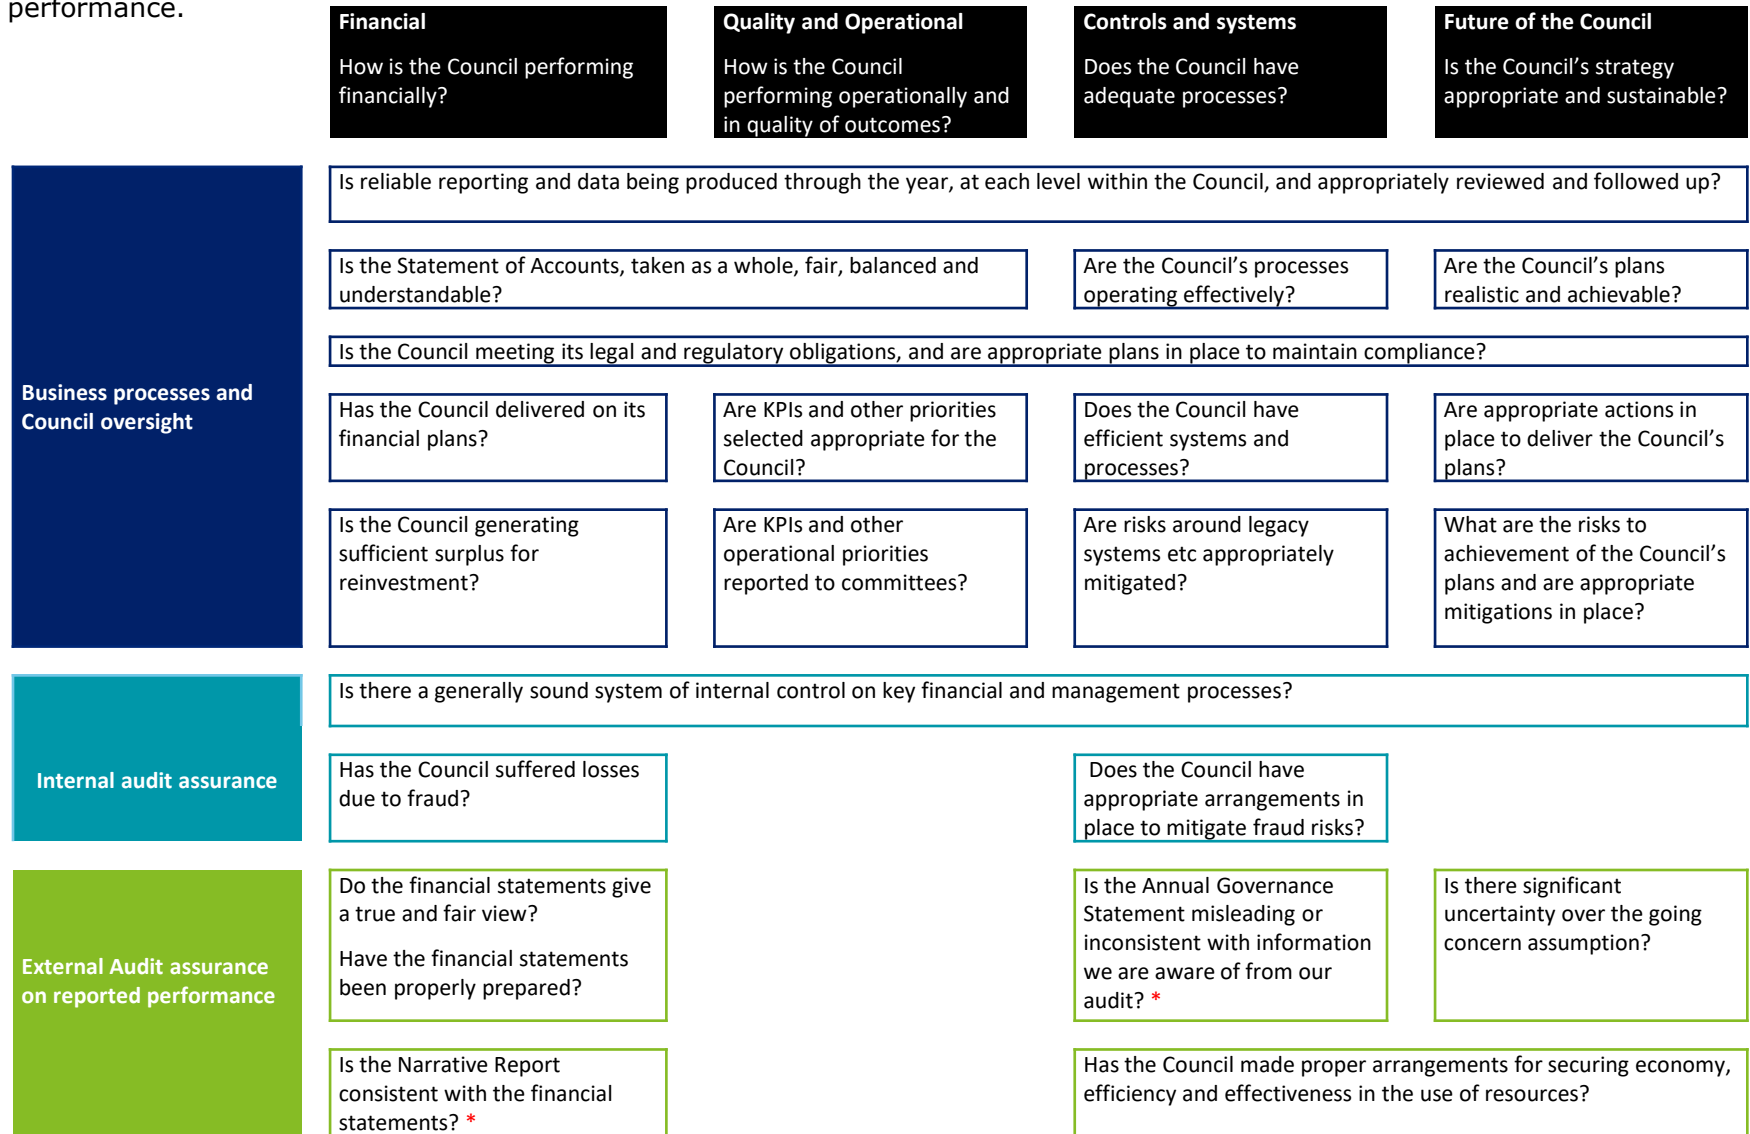 performance.
Financial
How is the Council performing
financially?
Quality and Operational
How is the Council
performing operationally and
in quality of outcomes?
Controls and systems
Does the Council have
adequate processes?
Future of the Council
Is the Council’s strategy
appropriate and sustainable?
Business processes and
Council oversight
Is reliable reporting and data being produced through the year, at each level within the Council, and appropriately reviewed and followed up?
Is the Statement of Accounts, taken as a whole, fair, balanced and
understandable?
Are the Council’s processes
operating effectively?
Are the Council’s plans
realistic and achievable?
Is the Council meeting its legal and regulatory obligations, and are appropriate plans in place to maintain compliance?
Has the Council delivered on its
financial plans?
Are KPIs and other priorities
selected appropriate for the
Council?
Does the Council have
efficient systems and
processes?
Are appropriate actions in
place to deliver the Council’s
plans?
Is the Council generating
sufficient surplus for
reinvestment?
Are KPIs and other
operational priorities
reported to committees?
Are risks around legacy
systems etc appropriately
mitigated?
What are the risks to
achievement of the Council’s
plans and are appropriate
mitigations in place?
Internal audit assurance
Is there a generally sound system of internal control on key financial and management processes?
Has the Council suffered losses
due to fraud?
Does the Council have
appropriate arrangements in
place to mitigate fraud risks?
External Audit assurance
on reported performance
Do the financial statements give
a true and fair view?
Have the financial statements
been properly prepared?
Is the Annual Governance
Statement misleading or
inconsistent with information
we are aware of from our
audit? *
Is there significant
uncertainty over the going
concern assumption?
Is the Narrative Report
consistent with the financial
statements? *
Has the Council made proper arrangements for securing economy,
efficiency and effectiveness in the use of resources?